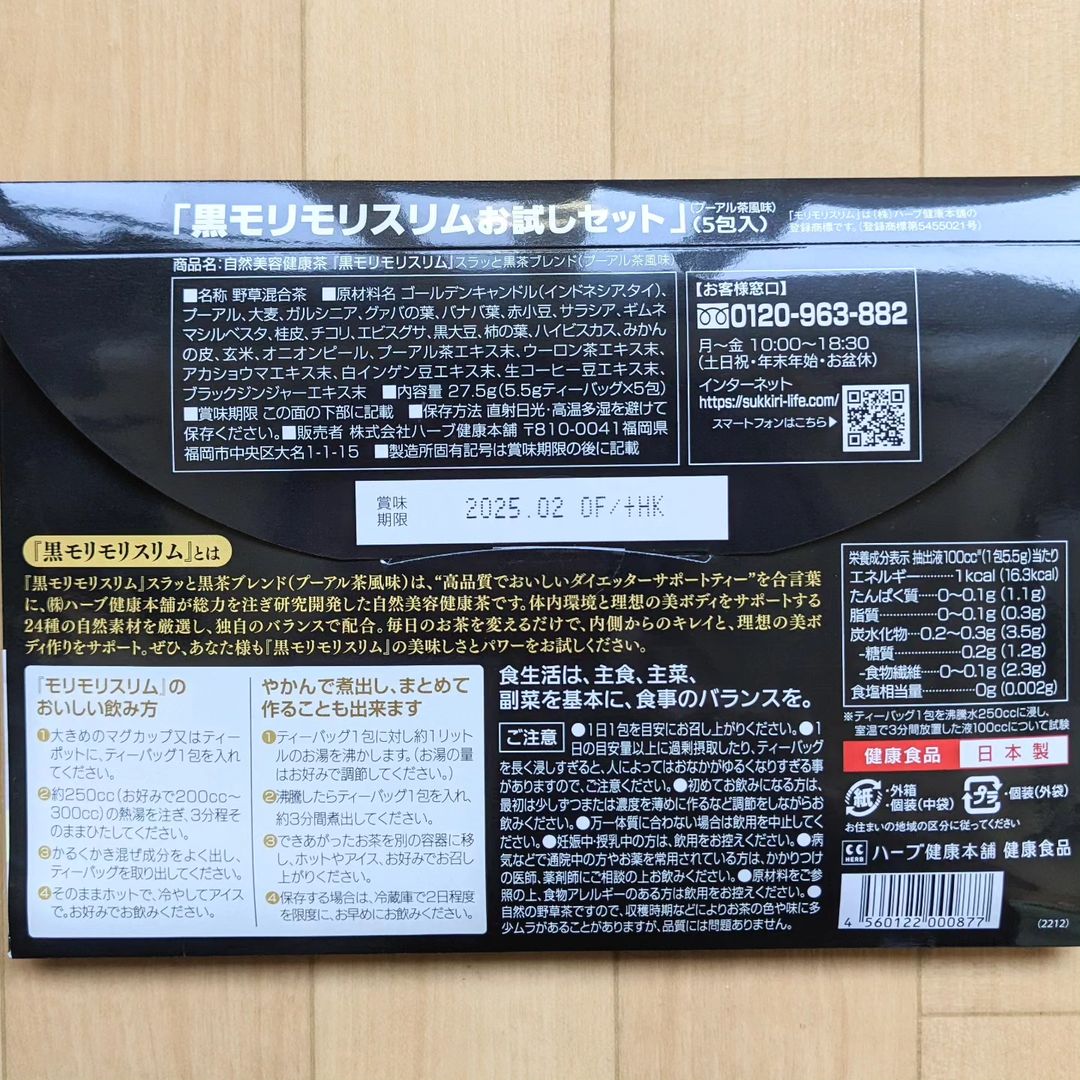 「黒モリモリスリムお試しセット」(プーアル茶風味)(5包入)
『モリモリスリム』は(株)ハーブ健康本舗の
登録商標です。(登録商標第5455021号)
商品名:自然美容健康茶『黒モリモリスリム』スラッと黒茶ブレンド(プーアル茶風味)
■名称 野草混合茶 ■原材料名 ゴールデンキャンドル(インドネシア、タイ)、
プーアル、大麦、ガルシニア、グァバの葉、バナバ葉、赤小豆、サラシア、ギムネ
マシルベスタ、桂皮、チコリ、エビスグサ、黒大豆、柿の葉、ハイビスカス、みかん
の皮、玄米、オニオンピール、プーアル茶エキス末、ウーロン茶エキス末、
アカショウマエキス末、白インゲン豆エキス末、生コーヒー豆エキス末、
ブラックジンジャーエキス末 ■内容量 27.5g(5.5gティーバッグ×5包)
■賞味期限 この面の下部に記載 ■保存方法 直射日光・高温多湿を避けて
保存ください。■販売者 株式会社ハーブ健康本舗 〒810-0041福岡県
福岡市中央区大名1-1-15 ■製造所固有記号は賞味期限の後に記載
【お客様窓口】
0120-963-882
月〜金 10:00〜18:30
(土日祝・年末年始・お盆休)
インターネット
https://sukkiri-life.com/
スマートフォンはこちら▶
賞味
期限
2025.02 OF/+HK
『黒モリモリスリム』とは
『黒モリモリスリム』スラッと黒茶ブレンド(プーアル茶風味)は、“高品質でおいしいダイエッターサポートティー”を合言葉
に、㈱ハーブ健康本舗が総力を注ぎ研究開発した自然美容健康茶です。体内環境と理想の美ボディをサポートする
24種の自然素材を厳選し、独自のバランスで配合。毎日のお茶を変えるだけで、内側からのキレイと、理想の美ボ
ディ作りをサポート。ぜひ、あなた様も『黒モリモリスリム』の美味しさとパワーをお試しください。
『モリモリスリム』の
おいしい飲み方
1大きめのマグカップ又はティー
ポットに、ティーバッグ1包を入れ
てください。
2約250cc(お好みで200cc〜
300cc)の熱湯を注ぎ、3分程そ
のままひたしてください。
3かるくかき混ぜ成分をよく出し、
ティーバッグを取り出してください。
4そのままホットで、冷やしてアイス
で。お好みでお飲みください。
やかんで煮出し、まとめて
作ることも出来ます
1ティーバッグ1包に対し約1リット
ルのお湯を沸かします。(お湯の量
はお好みで調節してください。)
2沸騰したらティーバッグ1包を入れ、
約3分間煮出してください。
3できあがったお茶を別の容器に移
し、ホットやアイス、お好みでお召し
上がりください。
4保存する場合は、冷蔵庫で2日程度
を限度に、お早めにお飲みください。
食生活は、主食、主菜、
副菜を基本に、食事のバランスを。
ご注意
●1日1包を目安にお召し上がりください。●1
日の目安量以上に過剰摂取したり、ティーバッグ
を長く浸しすぎると、人によってはおなかがゆるくなりすぎる事
がありますので、ご注意ください。●初めてお飲みになる方は、
最初は少しずつまたは濃度を薄めに作るなど調節をしながらお
飲みください。●万一体質に合わない場合は飲用を中止してく
ださい。●妊娠中・授乳中の方は、飲用をお控えください。●病
気などで通院中の方やお薬を常用されている方は、かかりつけ
の医師、薬剤師にご相談の上お飲みください。●原材料をご参
照の上、食物アレルギーのある方は飲用をお控えください。●
自然の野草茶ですので、収穫時期などによりお茶の色や味に多
少ムラがあることがありますが、品質には問題ありません。
栄養成分表示 抽出液100cc※(1包5.5g)当たり
エネルギー……1kcal(16.3kcal)
たんぱく質……0〜0.1g(1.1g)
脂質……0〜0.1g(0.3g)
炭水化物…0.2〜0.3g(3.5g)
-糖質……0.2g(1.2g)
-食物繊維……0〜0.1g(2.3g)
食塩相当量……0g(0.002g)
※ティーバッグ1包を沸騰水250ccに浸し、
室温で3分間放置した液100ccについて試験
健康食品 日本製
紙 ・外箱
・個装(中袋)
プラ ・個装(外袋)
お住まいの地域の区分に従ってください
CC HERB ハーブ健康本舗 健康食品
4 560122 000877
(2212)